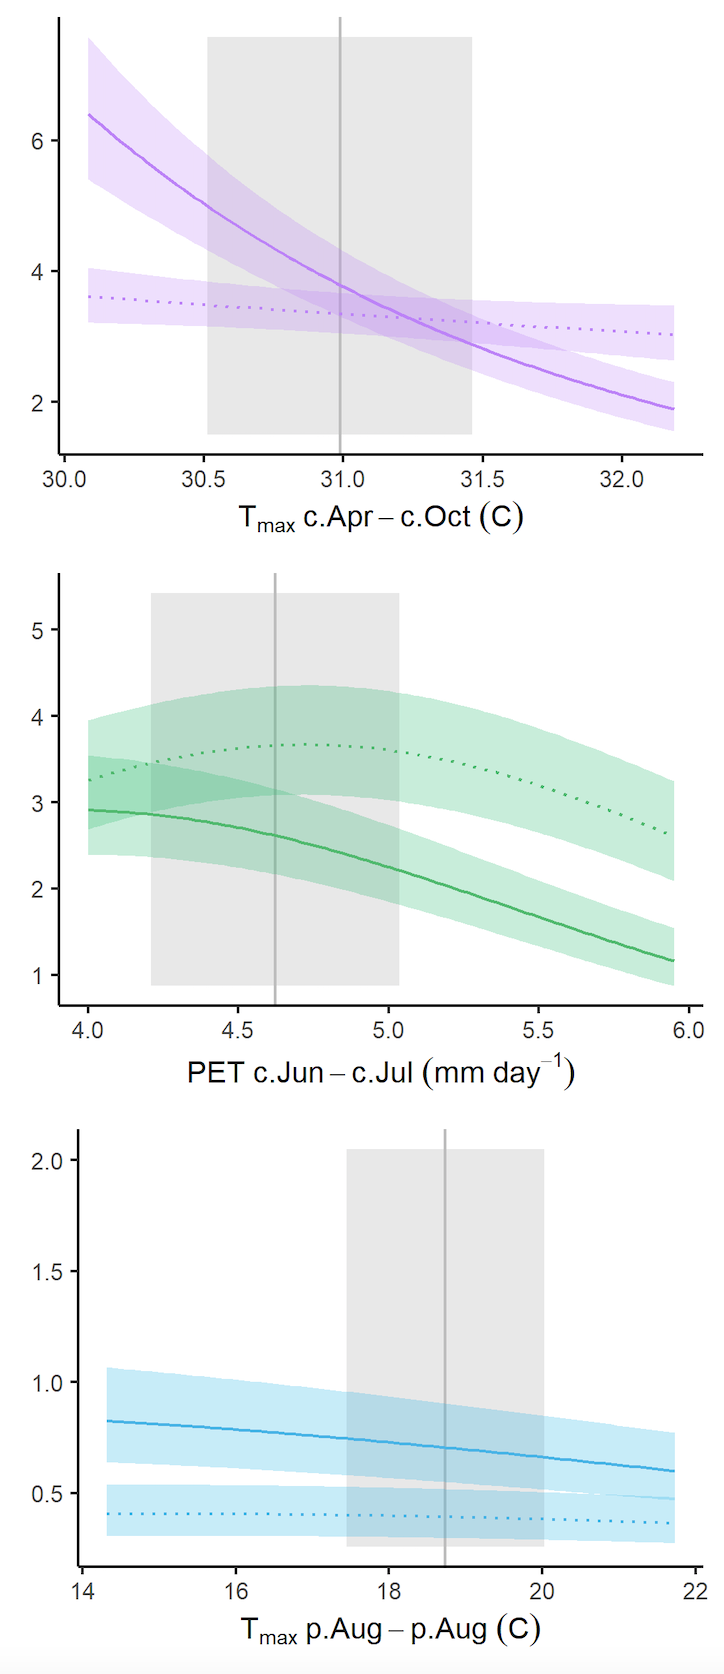 6
4
2
30.0 30.5 31.0 31.5 32.0
Tmax c.Apr – c.Oct (C)
5
4
3
2
1
4.0 4.5 5.0 5.5 6.0
PET c.Jun – c.Jul (mm day⁻¹)
2.0
1.5
1.0
0.5
14 16 18 20 22
Tmax p.Aug – p.Aug (C)